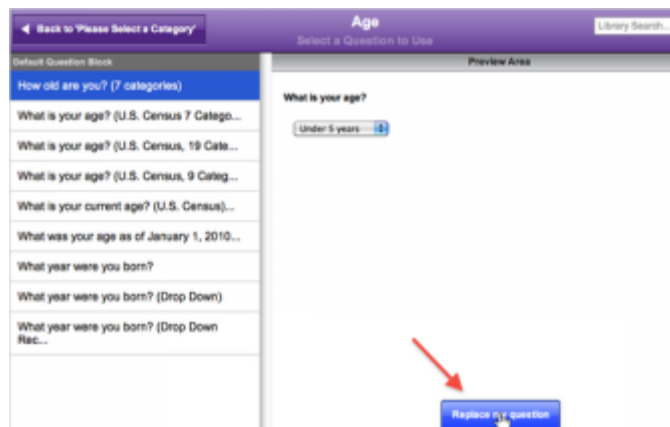 Back to 'Please Select a Category'
Age
Select a Question to Use
Library Search...
Default Question Block
Preview Area
How old are you? (7 categories)
What is your age? (U.S. Census 7 Catego...
What is your age? (U.S. Census, 19 Cate...
What is your age? (U.S. Census, 9 Categ...
What is your current age? (U.S. Census)...
What was your age as of January 1, 2010...
What year were you born?
What year were you born? (Drop Down)
What year were you born? (Drop Down
Rec...
What is your age?
Under 5 years
Replace my question